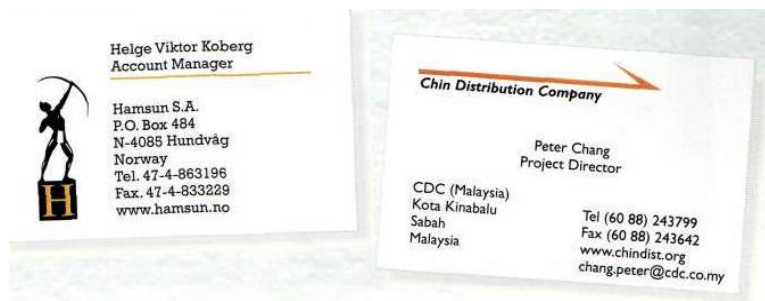 Helge Viktor Koberg
Account Manager
Hamsun S.A.
P.O. Box 484
N-4085 Hundvåg
Norway
Tel. 47-4-863196
Fax. 47-4-833229
www.hamsun.no
H
Chin Distribution Company
Peter Chang
Project Director
CDC (Malaysia)
Kota Kinabalu
Sabah
Malaysia
Tel (60 88) 243799
Fax (60 88) 243642
www.chindist.org
chang.peter@cdc.co.my